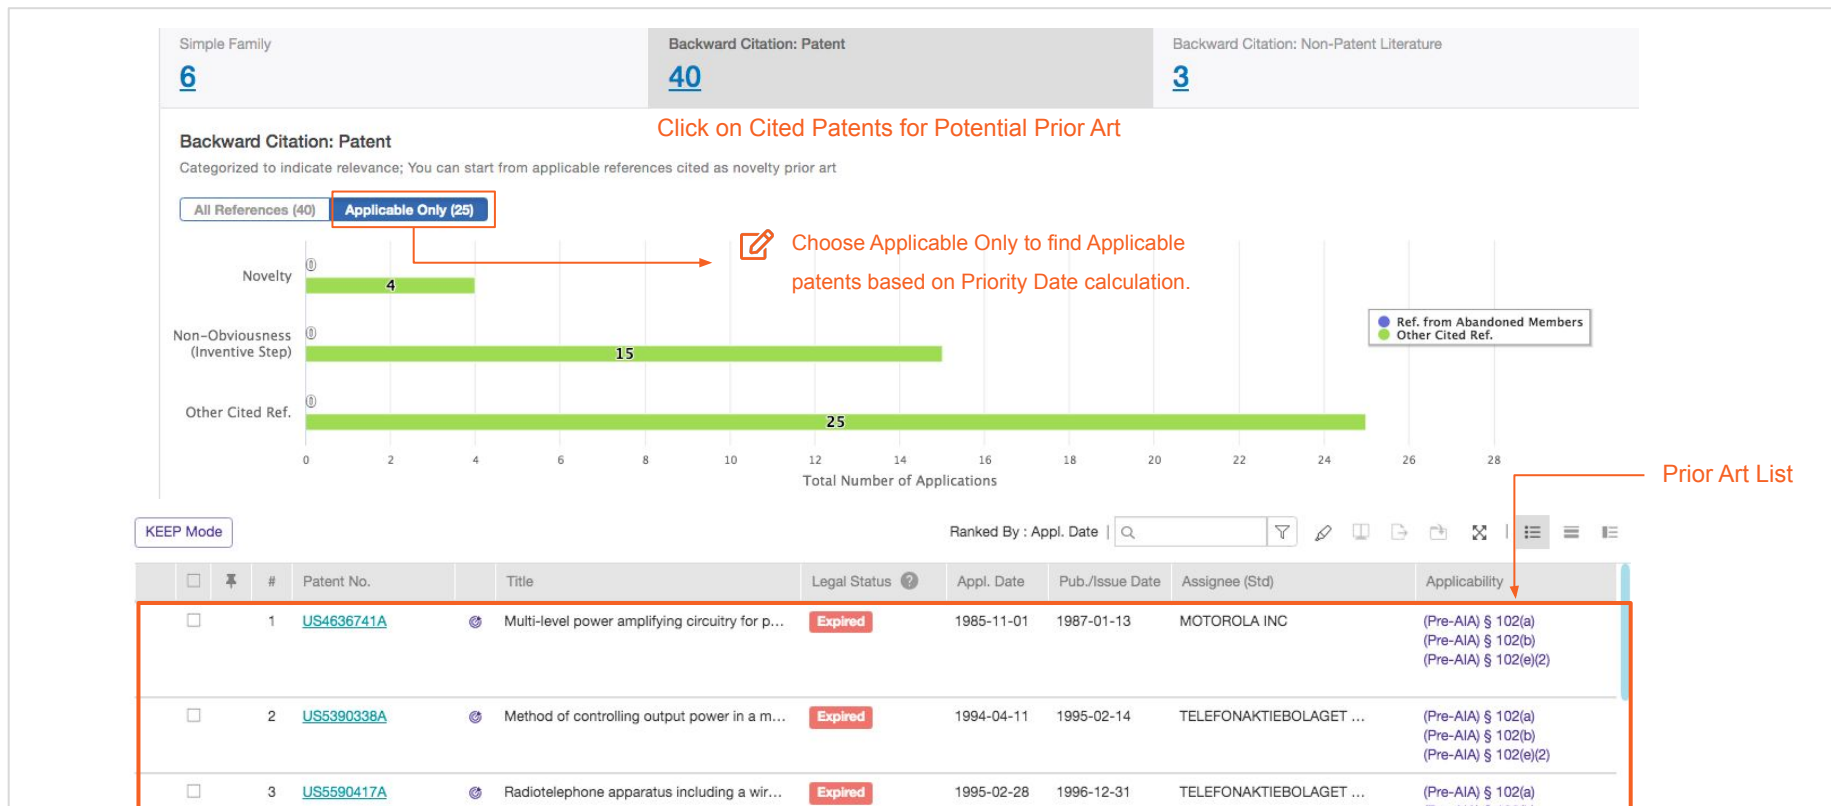 Simple Family
6
Backward Citation: Patent
40
Backward Citation: Non-Patent Literature
3
Click on Cited Patents for Potential Prior Art
Backward Citation: Patent
Categorized to indicate relevance; You can start from applicable references cited as novelty prior art
All References (40)
Applicable Only (25)
Choose Applicable Only to find Applicable
patents based on Priority Date calculation.
Novelty
0
4
Non-Obviousness
(Inventive Step)
0
15
Other Cited Ref.
0
25
Ref. from Abandoned Members
Other Cited Ref.
0 2 4 6 8 10 12 14 16 18 20 22 24 26 28
Total Number of Applications
Prior Art List
KEEP Mode
Ranked By : Appl. Date |
# Patent No. Title Legal Status ? Appl. Date Pub./Issue Date Assignee (Std) Applicability
1 US4636741A Multi-level power amplifying circuitry for p... Expired 1985-11-01 1987-01-13 MOTOROLA INC (Pre-AIA) § 102(a)
(Pre-AIA) § 102(b)
(Pre-AIA) § 102(e)(2)
2 US5390338A Method of controlling output power in a m... Expired 1994-04-11 1995-02-14 TELEFONAKTIEBOLAGET ... (Pre-AIA) § 102(a)
(Pre-AIA) § 102(b)
(Pre-AIA) § 102(e)(2)
3 US5590417A Radiotelephone apparatus including a wir... Expired 1995-02-28 1996-12-31 TELEFONAKTIEBOLAGET ... (Pre-AIA) § 102(a)